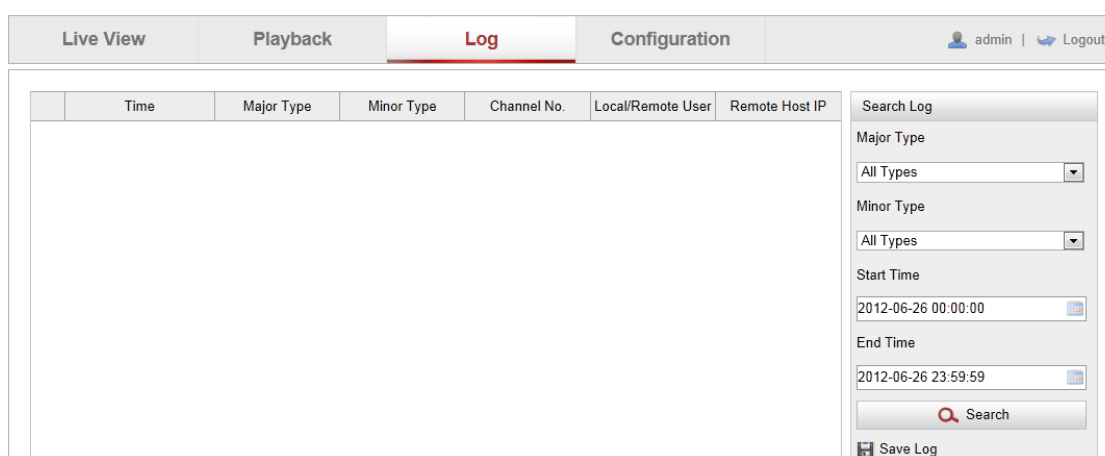 Live View Playback Log Configuration admin | Logout
Time Major Type Minor Type Channel No. Local/Remote User Remote Host IP
Search Log
Major Type
All Types
Minor Type
All Types
Start Time
2012-06-26 00:00:00
End Time
2012-06-26 23:59:59
Search
Save Log